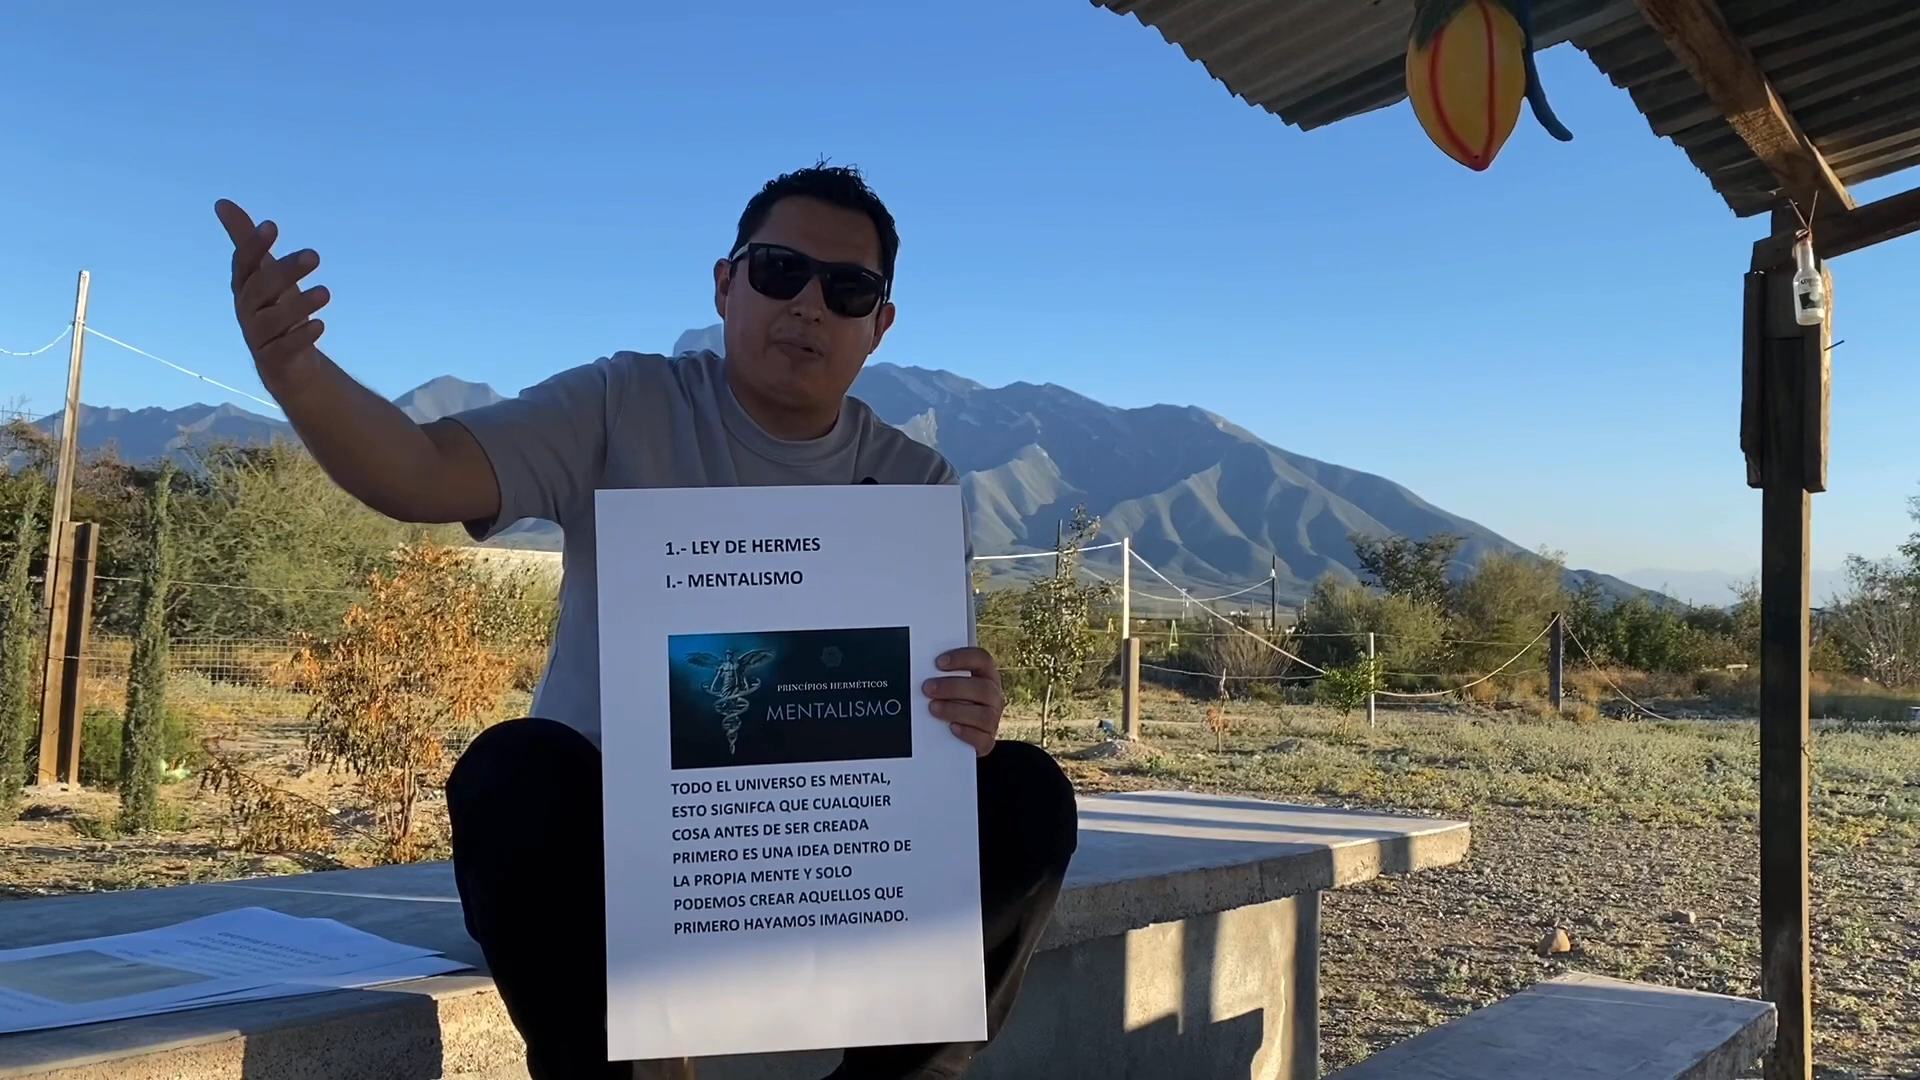 1.- LEY DE HERMES
I.- MENTALISMO
PRINCÍPIOS HERMÉTICOS
MENTALISMO
TODO EL UNIVERSO ES MENTAL,
ESTO SIGNIFCA QUE CUALQUIER
COSA ANTES DE SER CREADA
PRIMERO ES UNA IDEA DENTRO DE
LA PROPIA MENTE Y SOLO
PODEMOS CREAR AQUELLOS QUE
PRIMERO HAYAMOS IMAGINADO.